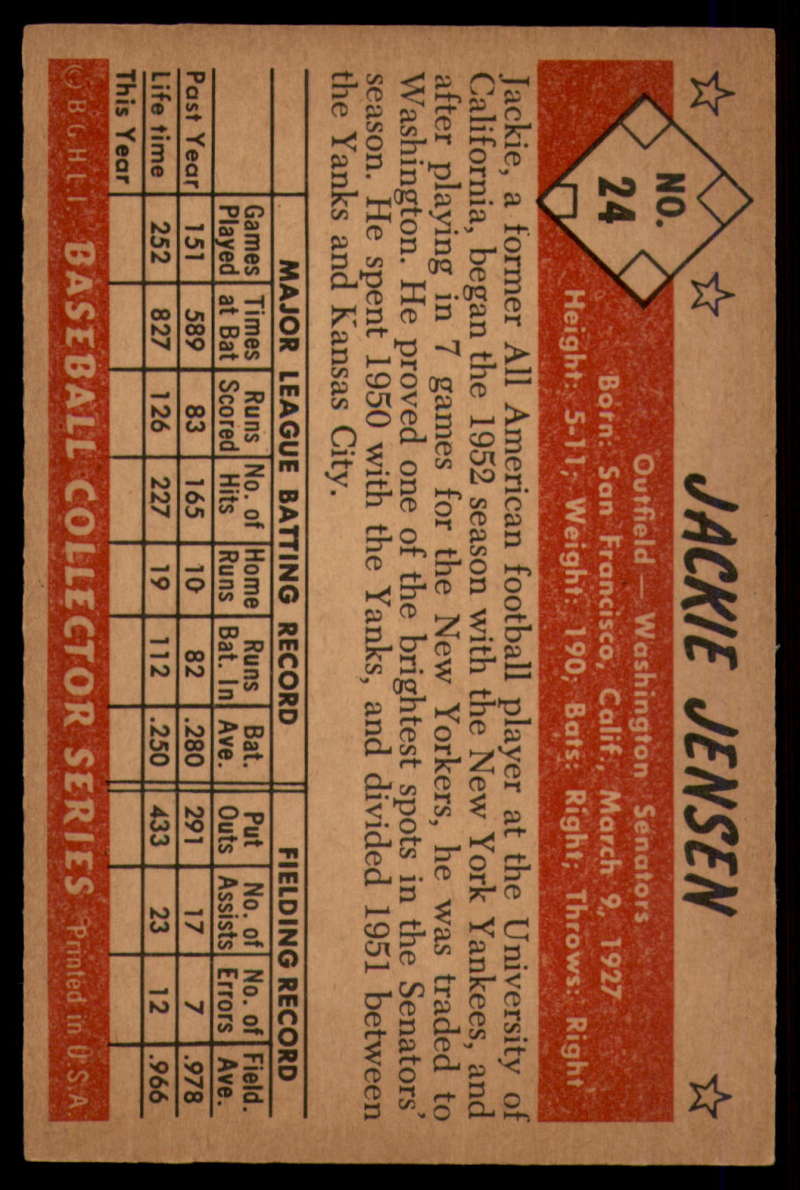 JACKIE JENSEN
NO.
24
Outfield — Washington Senators
Born: San Francisco, Calif., March 9, 1927
Height: 5-11; Weight: 190; Bats: Right; Throws: Right
Jackie, a former All American football player at the University of
California, began the 1952 season with the New York Yankees, and
after playing in 7 games for the New Yorkers, he was traded to
Washington. He proved one of the brightest spots in the Senators'
season. He spent 1950 with the Yanks, and divided 1951 between
the Yanks and Kansas City.
MAJOR LEAGUE BATTING RECORD FIELDING RECORD
Games Times Runs No. of Home Runs Bat. Put No. of No. of Field.
Played at Bat Scored Hits Runs Bat. In Ave. Outs Assists Errors Ave.
Past Year 151 589 83 165 10 82 .280 291 17 7 .978
Life time 252 827 126 227 19 112 .250 433 23 12 .966
This Year
© B G H L I BASEBALL COLLECTOR SERIES Printed in U.S.A.